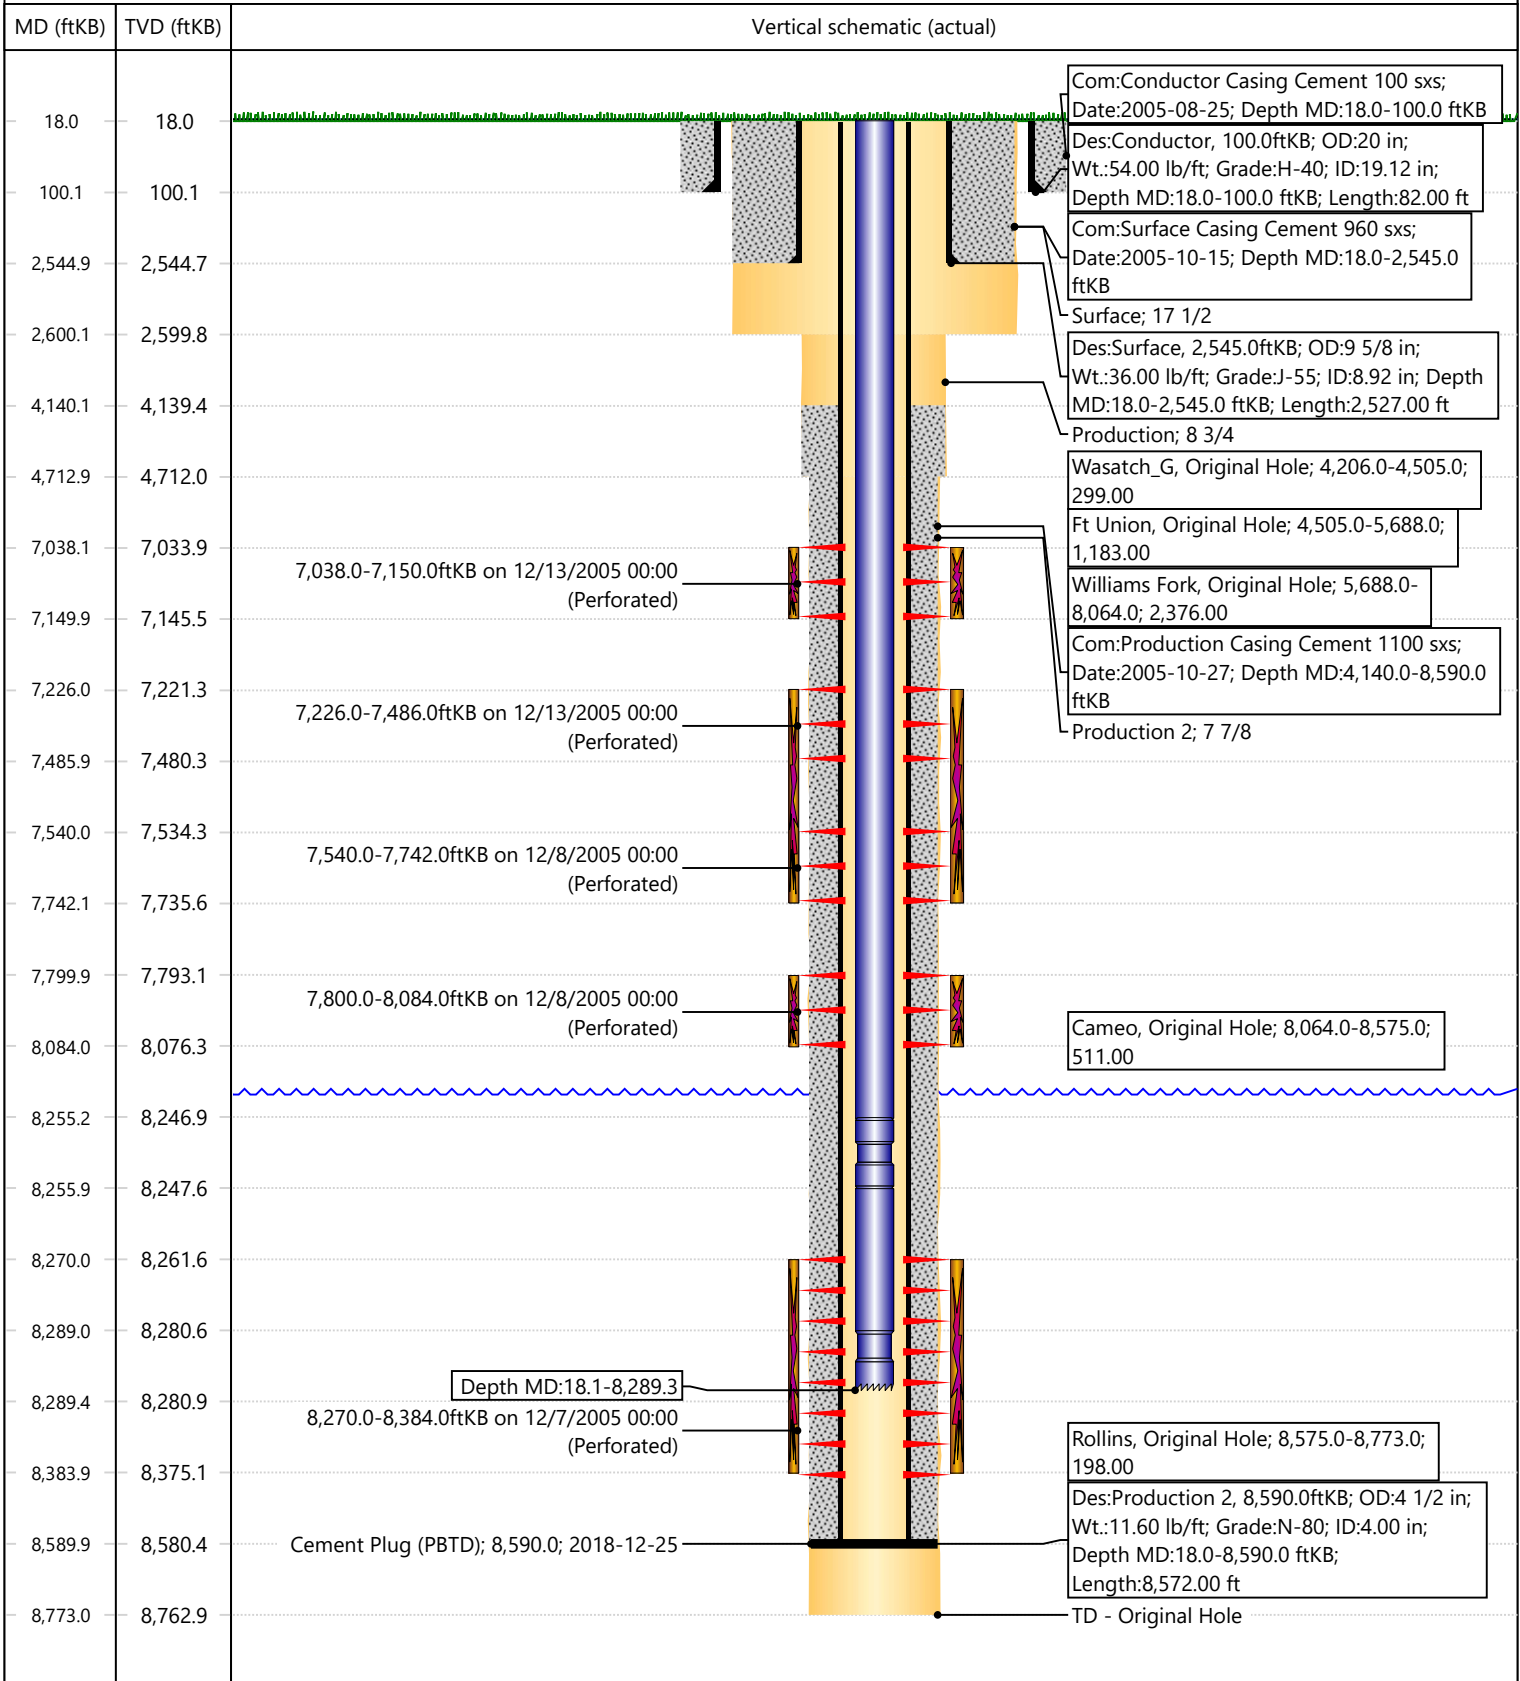 MD (ftKB)
TVD (ftKB)
Vertical schematic (actual)
18.0
18.0
100.1
100.1
2,544.9
2,544.7
2,600.1
2,599.8
4,140.1
4,139.4
4,712.9
4,712.0
7,038.1
7,033.9
7,149.9
7,145.5
7,226.0
7,221.3
7,485.9
7,480.3
7,540.0
7,534.3
7,742.1
7,735.6
7,799.9
7,793.1
8,084.0
8,076.3
8,255.2
8,246.9
8,255.9
8,247.6
8,270.0
8,261.6
8,289.0
8,280.6
8,289.4
8,280.9
8,383.9
8,375.1
8,589.9
8,580.4
8,773.0
8,762.9
7,038.0-7,150.0ftKB on 12/13/2005 00:00
(Perforated)
7,226.0-7,486.0ftKB on 12/13/2005 00:00
(Perforated)
7,540.0-7,742.0ftKB on 12/8/2005 00:00
(Perforated)
7,800.0-8,084.0ftKB on 12/8/2005 00:00
(Perforated)
Depth MD:18.1-8,289.3
8,270.0-8,384.0ftKB on 12/7/2005 00:00
(Perforated)
Cement Plug (PBTD); 8,590.0; 2018-12-25
Com:Conductor Casing Cement 100 sxs;
Date:2005-08-25; Depth MD:18.0-100.0 ftKB
Des:Conductor, 100.0ftKB; OD:20 in;
Wt.:54.00 lb/ft; Grade:H-40; ID:19.12 in;
Depth MD:18.0-100.0 ftKB; Length:82.00 ft
Com:Surface Casing Cement 960 sxs;
Date:2005-10-15; Depth MD:18.0-2,545.0
ftKB
Surface; 17 1/2
Des:Surface, 2,545.0ftKB; OD:9 5/8 in;
Wt.:36.00 lb/ft; Grade:J-55; ID:8.92 in; Depth
MD:18.0-2,545.0 ftKB; Length:2,527.00 ft
Production; 8 3/4
Wasatch_G, Original Hole; 4,206.0-4,505.0;
299.00
Ft Union, Original Hole; 4,505.0-5,688.0;
1,183.00
Williams Fork, Original Hole; 5,688.0-
8,064.0; 2,376.00
Com:Production Casing Cement 1100 sxs;
Date:2005-10-27; Depth MD:4,140.0-8,590.0
ftKB
Production 2; 7 7/8
Cameo, Original Hole; 8,064.0-8,575.0;
511.00
Rollins, Original Hole; 8,575.0-8,773.0;
198.00
Des:Production 2, 8,590.0ftKB; OD:4 1/2 in;
Wt.:11.60 lb/ft; Grade:N-80; ID:4.00 in;
Depth MD:18.0-8,590.0 ftKB;
Length:8,572.00 ft
TD - Original Hole